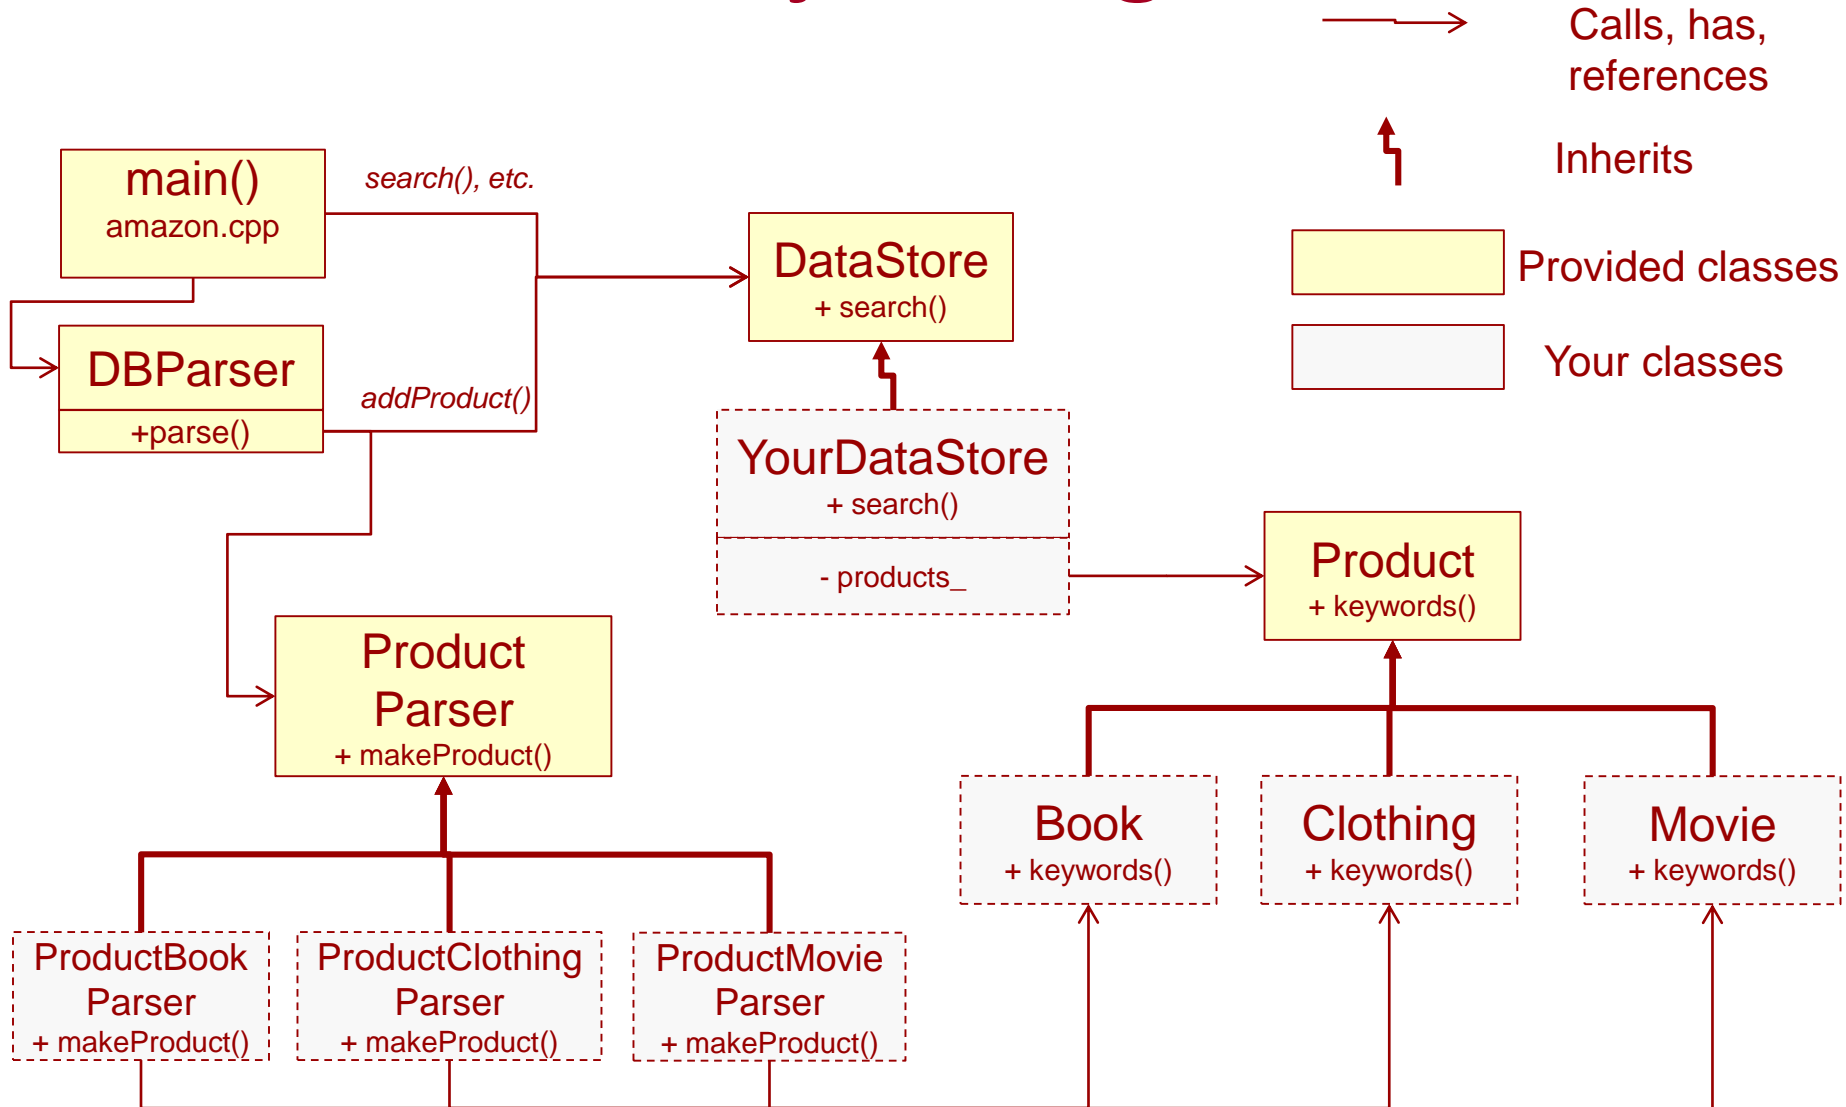 Calls, has,
references
Inherits
Provided classes
Your classes
main()
amazon.cpp
search(), etc.
DataStore
+ search()
DBParser
+parse()
addProduct()
YourDataStore
+ search()
- products_
Product
+ keywords()
Product
Parser
+ makeProduct()
Book
+ keywords()
Clothing
+ keywords()
Movie
+ keywords()
ProductBook
Parser
+ makeProduct()
ProductClothing
Parser
+ makeProduct()
ProductMovie
Parser
+ makeProduct()